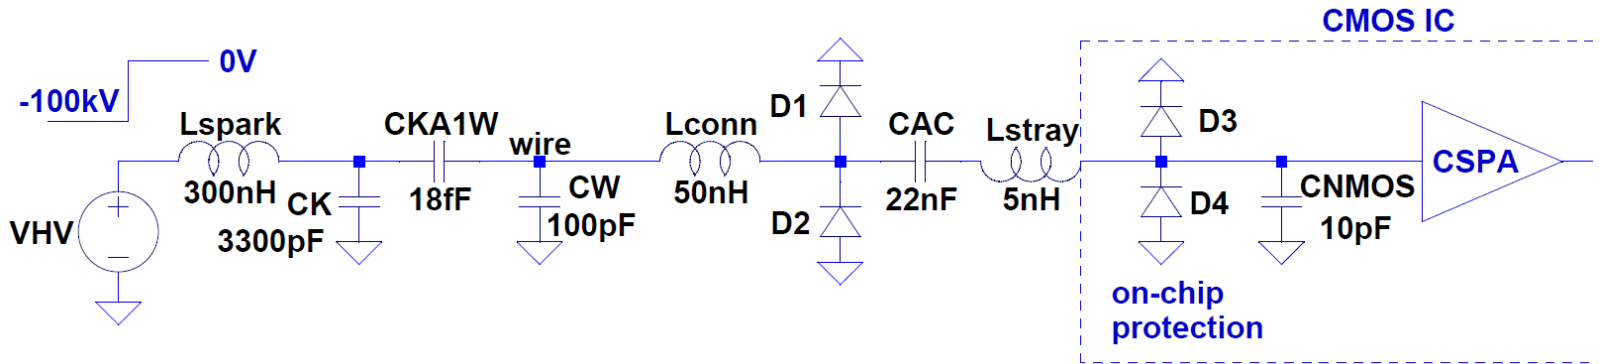 CMOS IC
0V
-100kV
Lspark
CKA1W
wire
Lconn
D1
CAC
Lstray
D3
CSPA
300nH
CK
18fF
CW
50nH
D2
22nF
5nH
D4
CNMOS
VHV
3300pF
100pF
10pF
on-chip
protection